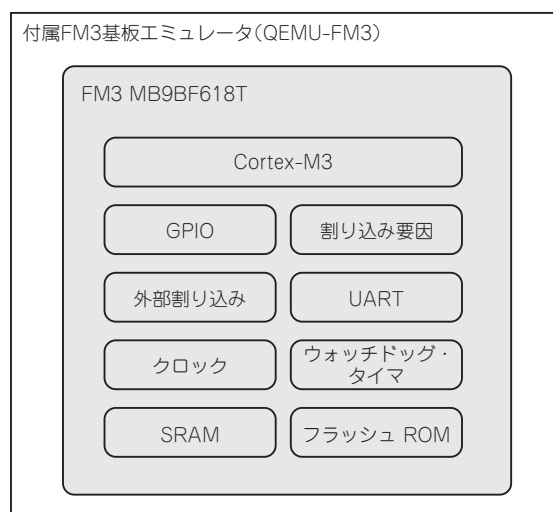 付属FM3基板エミュレータ（QEMU-FM3）
FM3 MB9BF618T
Cortex-M3
GPIO
割り込み要因
外部割り込み
UART
クロック
ウォッチドッグ・
タイマ
SRAM
フラッシュ ROM